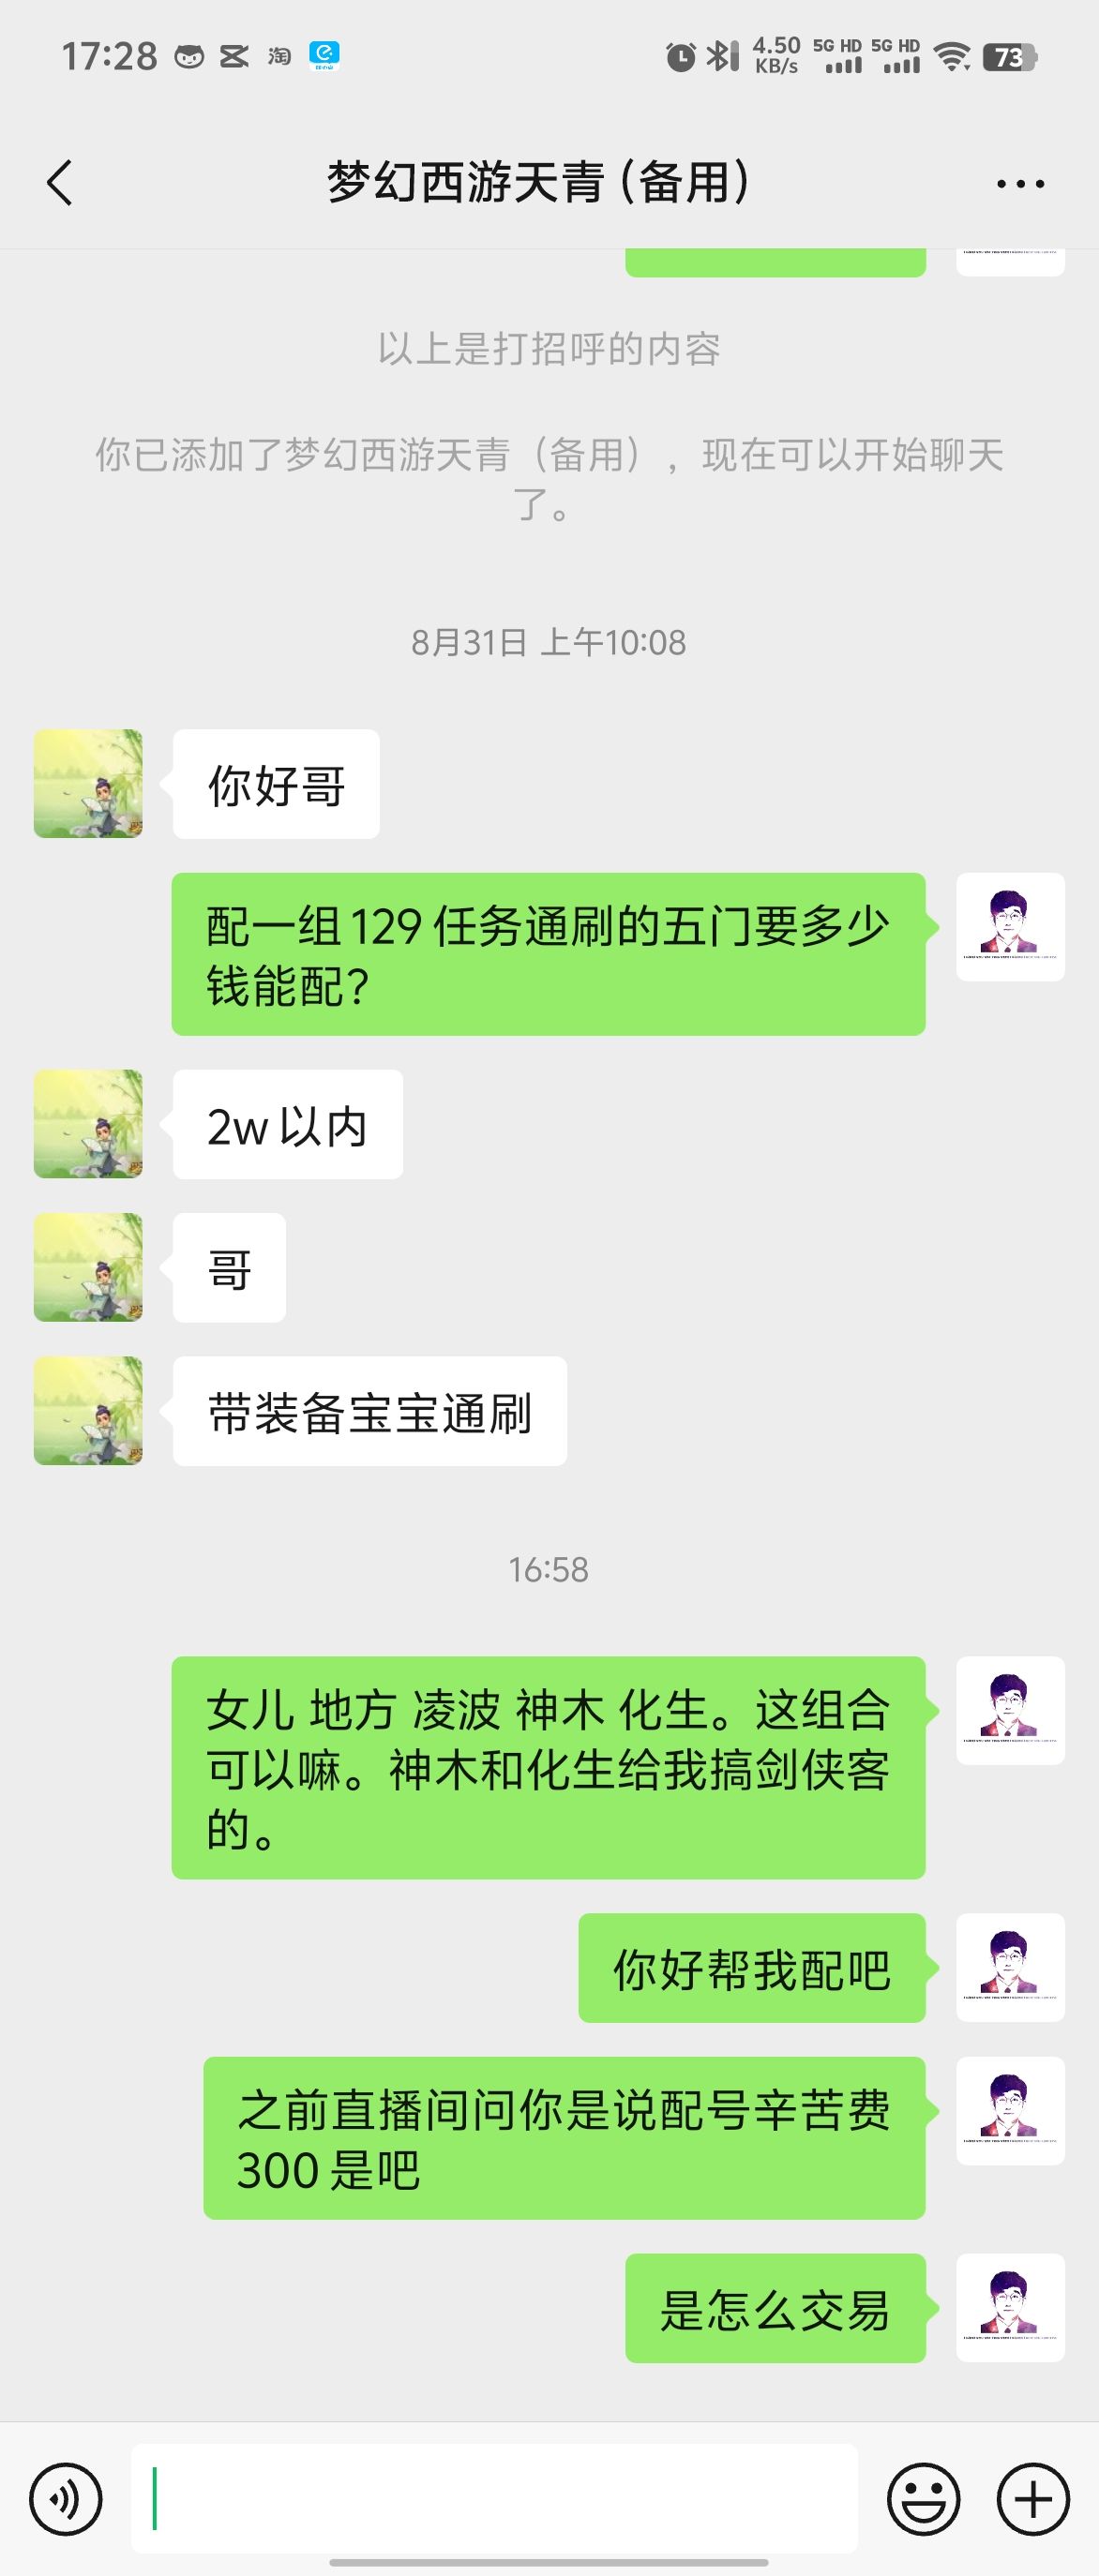 17:28
淘
4.50
KB/s
5G HD 5G HD
73
梦幻西游天青(备用)
以上是打招呼的内容
你已添加了梦幻西游天青（备用），现在可以开始聊天
了。
8月31日 上午10:08
你好哥
配一组129任务通刷的五门要多少
钱能配?
2w以内
哥
带装备宝宝通刷
16:58
女儿 地方 凌波 神木 化生。这组合
可以嘛。神木和化生给我搞剑侠客
的。
你好帮我配吧
之前直播间问你是说配号辛苦费
300是吧
是怎么交易